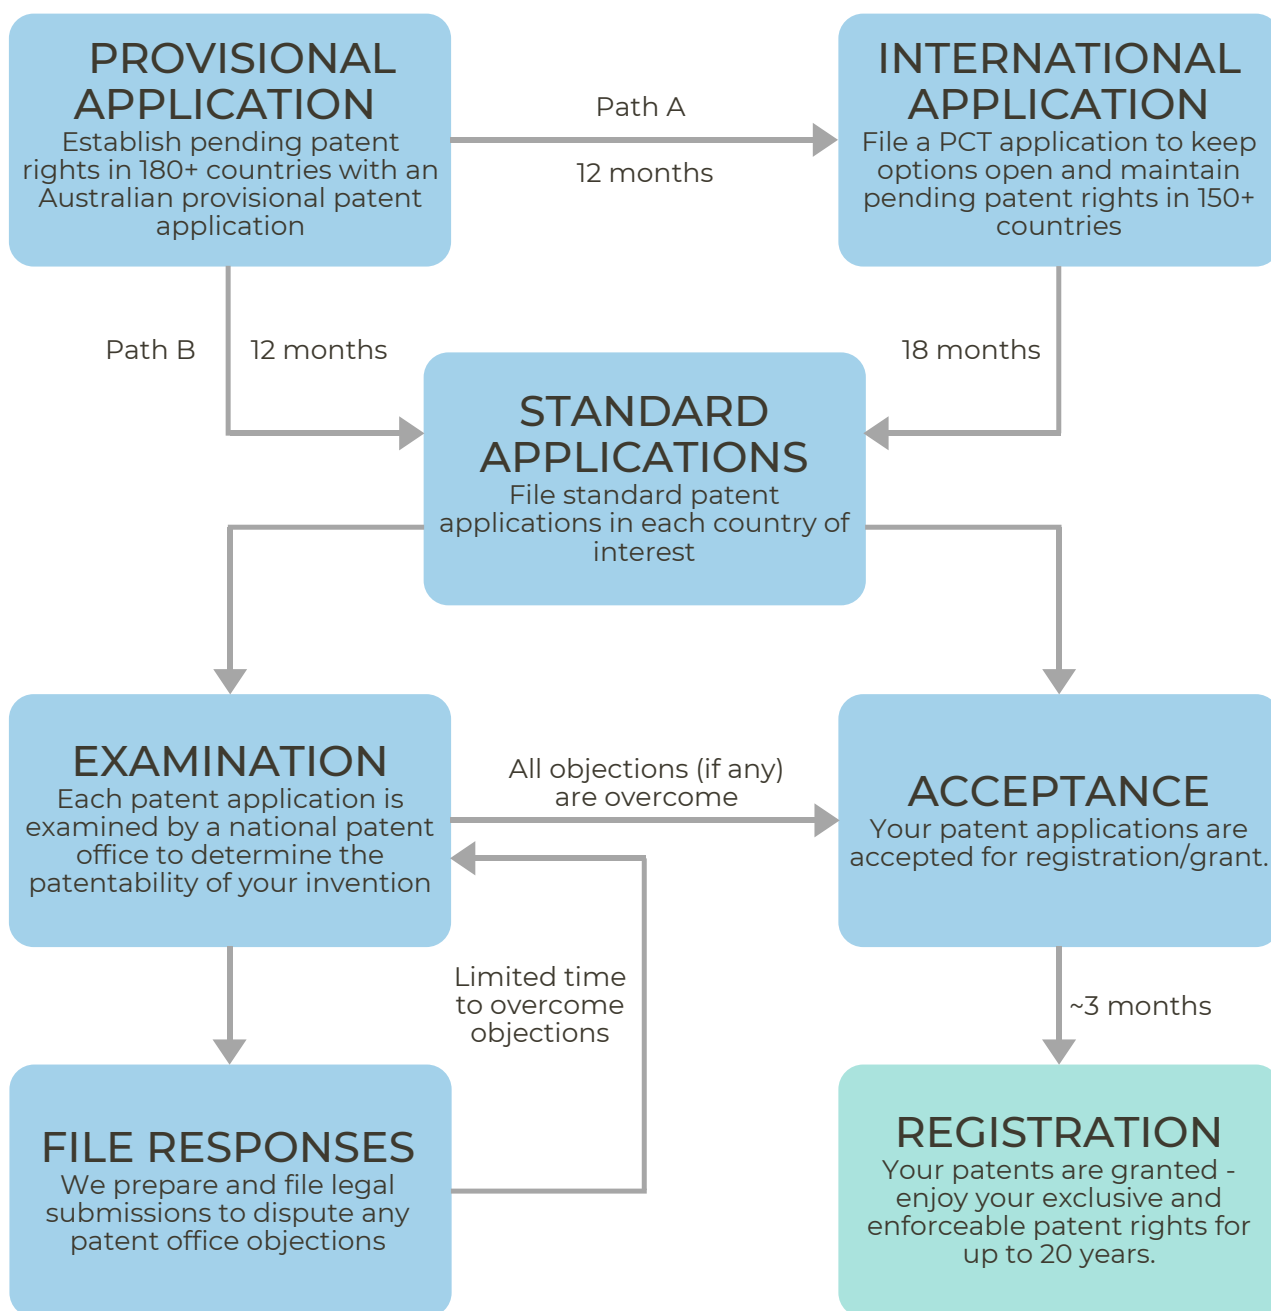 PROVISIONAL
APPLICATION
Establish pending patent
rights in 180+ countries with an
Australian provisional patent
application
Path A
12 months
INTERNATIONAL
APPLICATION
File a PCT application to keep
options open and maintain
pending patent rights in 150+
countries
Path B
12 months
18 months
STANDARD
APPLICATIONS
File standard patent
applications in each country of
interest
EXAMINATION
Each patent application is
examined by a national patent
office to determine the
patentability of your invention
All objections (if any)
are overcome
ACCEPTANCE
Your patent applications are
accepted for registration/grant.
Limited time
to overcome
objections
~3 months
FILE RESPONSES
We prepare and file legal
submissions to dispute any
patent office objections
REGISTRATION
Your patents are granted -
enjoy your exclusive and
enforceable patent rights for
up to 20 years.